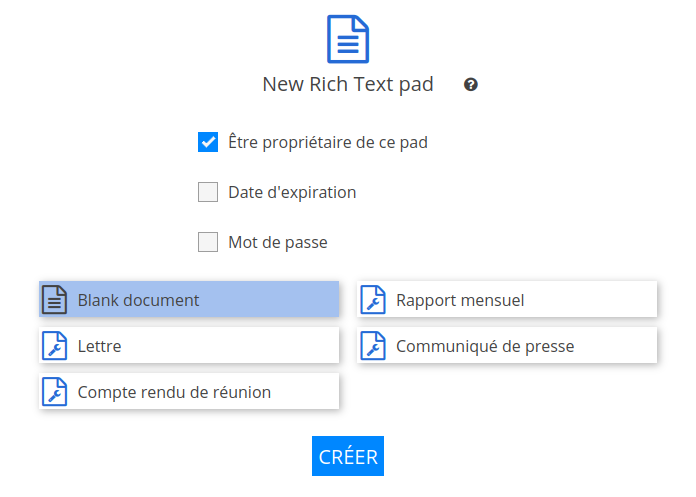 New Rich Text pad
Être propriétaire de ce pad
Date d'expiration
Mot de passe
Blank document
Rapport mensuel
Lettre
Communiqué de presse
Compte rendu de réunion
CRÉER